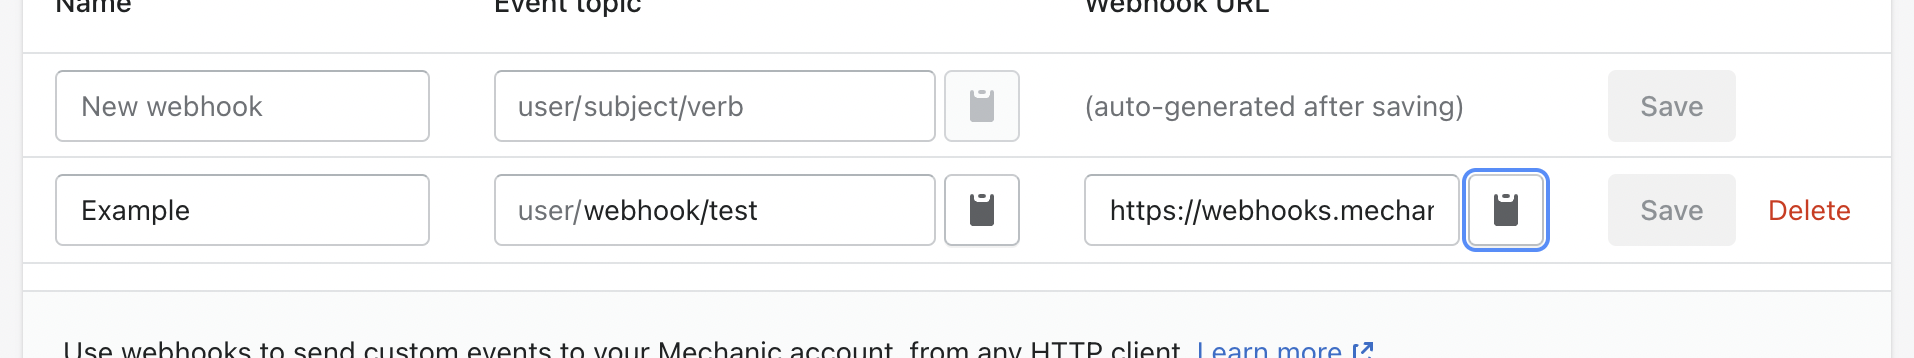 Name Event topic Webhook URL
New webhook user/subject/verb (auto-generated after saving) Save
Example user/webhook/test https://webhooks.mechan Save Delete
Use webhooks to send custom events to your Mechanic account, from any HTTP client. Learn more